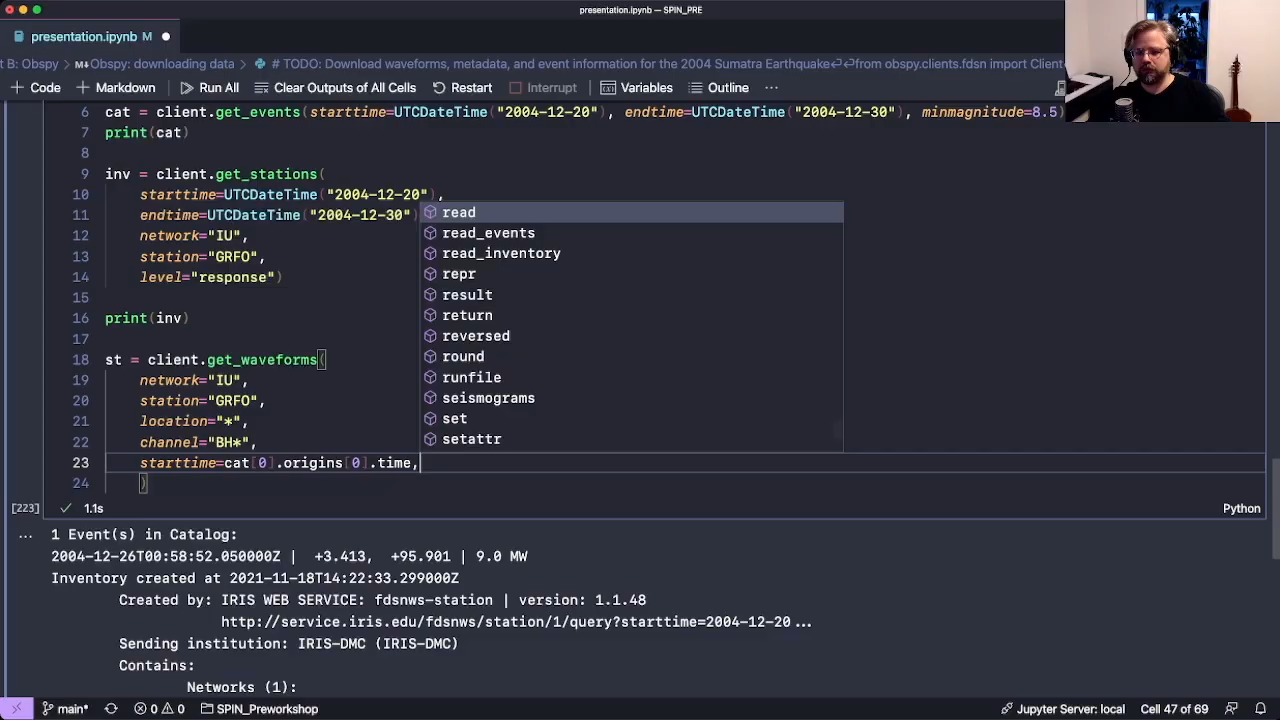 presentation.ipynb — SPIN_PRE
presentation.ipynb M
t B: Obspy > Obspy: downloading data > # TODO: Download waveforms, metadata, and event information for the 2004 Sumatra Earthquake↵↵from obspy.clients.fdsn import Client
+ Code + Markdown Run All Clear Outputs of All Cells Restart Interrupt Variables Outline ...
6 cat = client.get_events(starttime=UTCDateTime("2004-12-20"), endtime=UTCDateTime("2004-12-30"), minmagnitude=8.5)
7 print(cat)
8
9 inv = client.get_stations(
10 starttime=UTCDateTime("2004-12-20"),
11 endtime=UTCDateTime("2004-12-30")
12 network="IU",
13 station="GRFO",
14 level="response")
15
16 print(inv)
17
18 st = client.get_waveforms(
19 network="IU",
20 station="GRFO",
21 location="*",
22 channel="BH*",
23 starttime=cat[0].origins[0].time,
24 )
read
read_events
read_inventory
repr
result
return
reversed
round
runfile
seismograms
set
setattr
[223] ✓ 1.1s Python
... 1 Event(s) in Catalog:
2004-12-26T00:58:52.050000Z | +3.413, +95.901 | 9.0 MW
Inventory created at 2021-11-18T14:22:33.299000Z
Created by: IRIS WEB SERVICE: fdsnws-station | version: 1.1.48
http://service.iris.edu/fdsnws/station/1/query?starttime=2004-12-20...
Sending institution: IRIS-DMC (IRIS-DMC)
Contains:
Networks (1):
main* 0 0 SPIN_Preworkshop Jupyter Server: local Cell 47 of 69